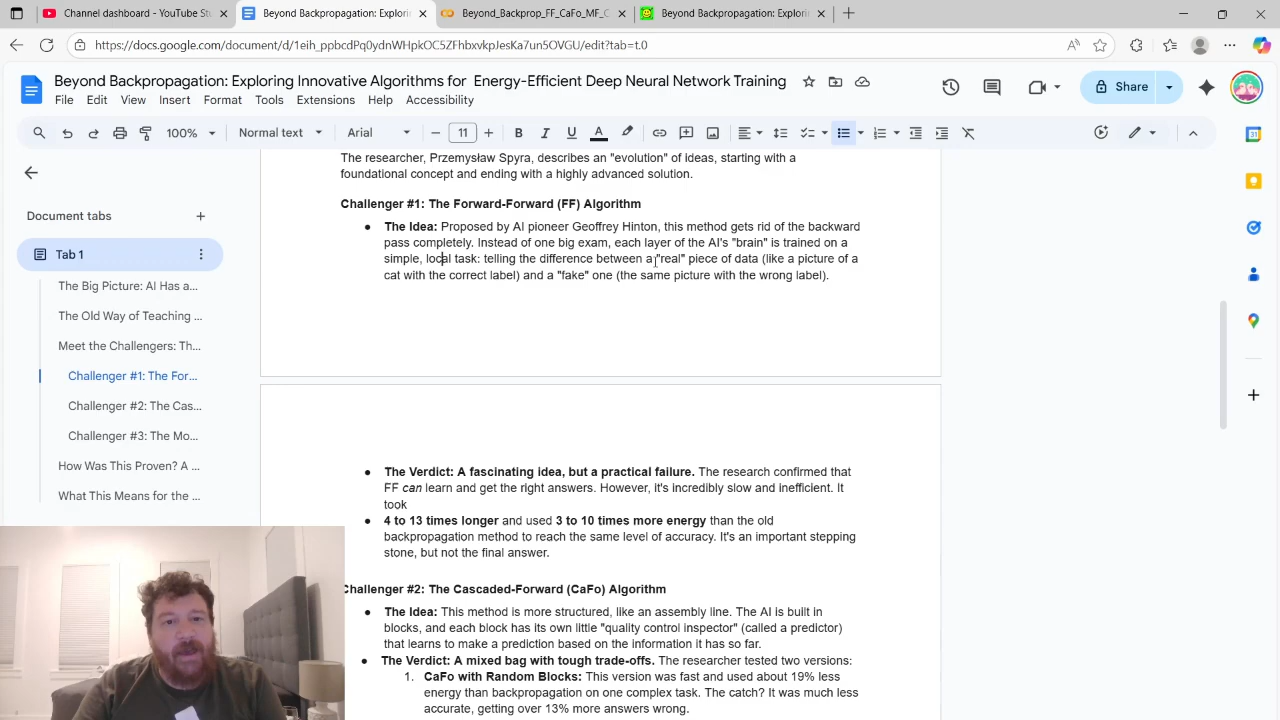 Channel dashboard - YouTube St
Beyond Backpropagation: Explori
Beyond_Backprop_FF_CaFo_MF_C
Beyond Backpropagation: Explorin
https://docs.google.com/document/d/1eih_ppbcdPq0ydnWHpkOC5ZFhbxvkpJesKa7un5OVGU/edit?tab=t.0
Beyond Backpropagation: Exploring Innovative Algorithms for Energy-Efficient Deep Neural Network Training
File Edit View Insert Format Tools Extensions Help Accessibility
Share
100% Normal text Arial 11
The researcher, Przemysław Spyra, describes an "evolution" of ideas, starting with a
foundational concept and ending with a highly advanced solution.
Document tabs
Tab 1
The Big Picture: AI Has a...
The Old Way of Teaching ...
Meet the Challengers: Th...
Challenger #1: The For...
Challenger #2: The Cas...
Challenger #3: The Mo...
How Was This Proven? A ...
What This Means for the ...
Challenger #1: The Forward-Forward (FF) Algorithm
● The Idea: Proposed by AI pioneer Geoffrey Hinton, this method gets rid of the backward
pass completely. Instead of one big exam, each layer of the AI's "brain" is trained on a
simple, local task: telling the difference between a "real" piece of data (like a picture of a
cat with the correct label) and a "fake" one (the same picture with the wrong label).
● The Verdict: A fascinating idea, but a practical failure. The research confirmed that
FF can learn and get the right answers. However, it's incredibly slow and inefficient. It
took
● 4 to 13 times longer and used 3 to 10 times more energy than the old
backpropagation method to reach the same level of accuracy. It's an important stepping
stone, but not the final answer.
Challenger #2: The Cascaded-Forward (CaFo) Algorithm
● The Idea: This method is more structured, like an assembly line. The AI is built in
blocks, and each block has its own little "quality control inspector" (called a predictor)
that learns to make a prediction based on the information it has so far.
● The Verdict: A mixed bag with tough trade-offs. The researcher tested two versions:
1. CaFo with Random Blocks: This version was fast and used about 19% less
energy than backpropagation on one complex task. The catch? It was much less
accurate, getting over 13% more answers wrong.